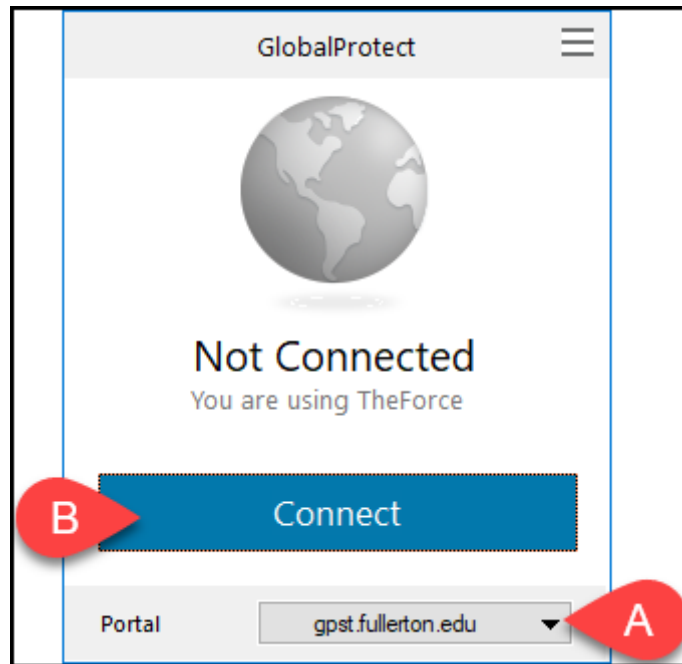 GlobalProtect
Not Connected
You are using TheForce
B
Connect
Portal
gpst.fullerton.edu
A